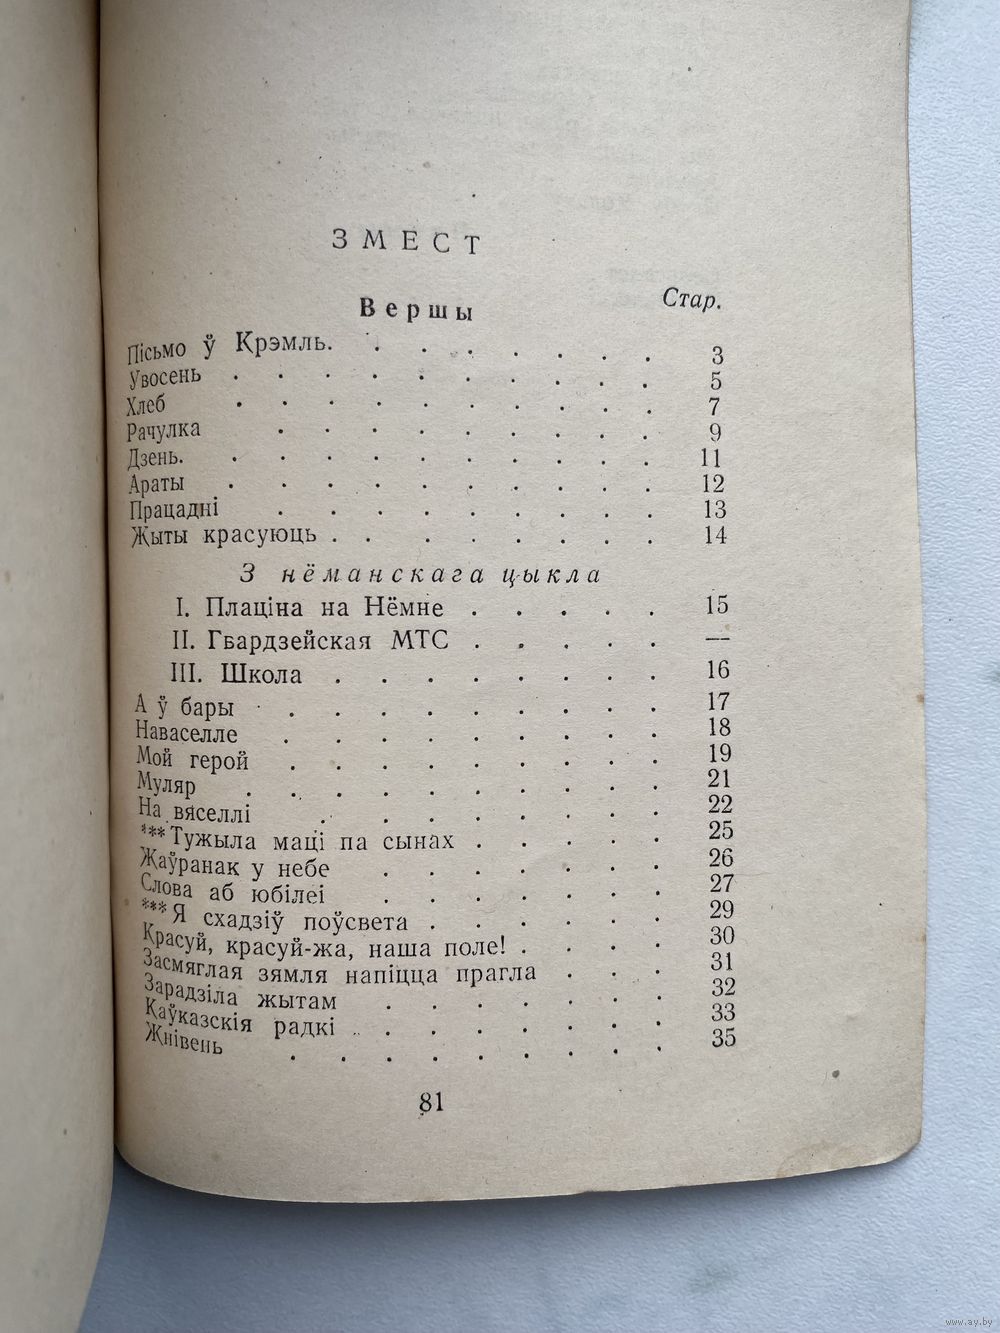 ЗМЕСТ
Вершы Стар.
Пісьмо ў Крэмль. . . . . . . . 3
Увосень . . . . . . . . . . 5
Хлеб . . . . . . . . . . 7
Рачулка . . . . . . . . . 9
Дзень. . . . . . . . . . . 11
Араты . . . . . . . . . . 12
Працадні . . . . . . . . . 13
Жыты красуюць . . . . . . . . 14
З нёманскага цыкла
I. Плаціна на Нёмне . . . . . 15
II. Гвардзейская МТС . . . . . —
III. Школа . . . . . . . . 16
А ў бары . . . . . . . . . 17
Наваселле . . . . . . . . . 18
Мой герой . . . . . . . . . 19
Муляр . . . . . . . . . . 21
На вяселлі . . . . . . . . 22
***Тужыла маці па сынах . . . . . 25
Жаўранак у небе . . . . . . . 26
Слова аб юбілеі . . . . . . . 27
***Я схадзіў поўсвета . . . . . . 29
Красуй, красуй-жа, наша поле! . . . . 30
Засмяглая зямля напіцца прагла . . . 31
Зарадзіла жытам . . . . . . . 32
Каўказскія радкі . . . . . . . 33
Жнівень . . . . . . . . . 35
81
www.ay.by